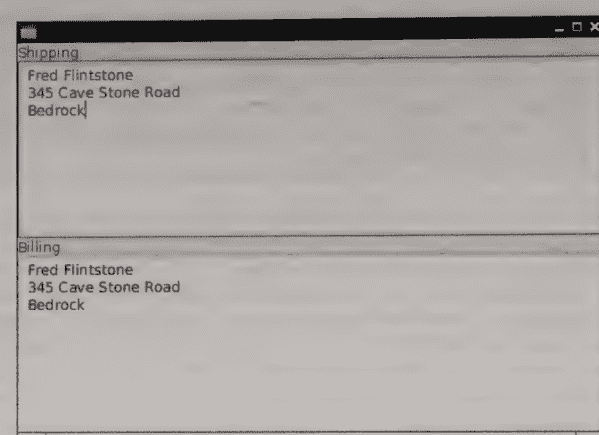 Shipping
Fred Flintstone
345 Cave Stone Road
Bedrock
Billing
Fred Flintstone
345 Cave Stone Road
Bedrock